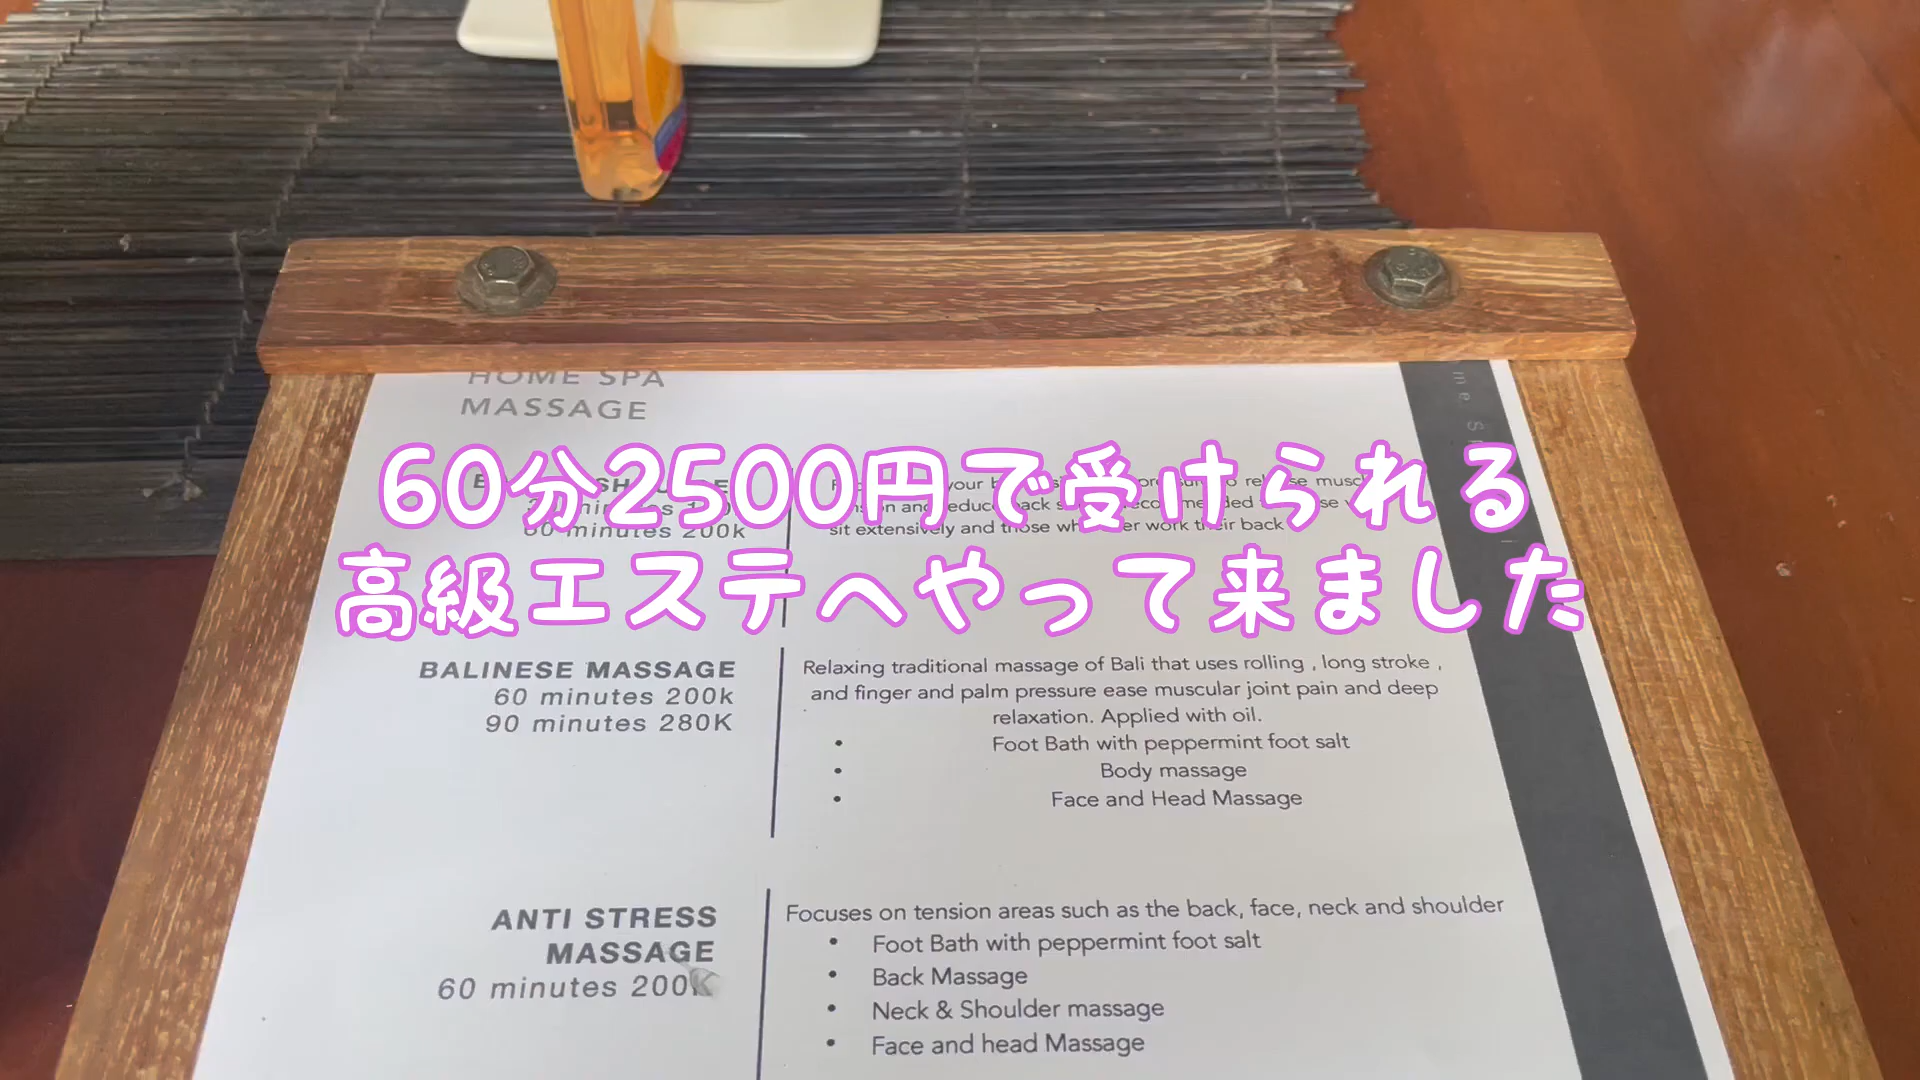 HOME SPA
MASSAGE
60分2500円で受けられる
高級エステへやって来ました
60 minutes 200k
sit extensively and those their back
BALINESE MASSAGE
60 minutes 200k
90 minutes 280K
Relaxing traditional massage of Bali that uses rolling , long stroke ,
and finger and palm pressure ease muscular joint pain and deep
relaxation. Applied with oil.
• Foot Bath with peppermint foot salt
• Body massage
• Face and Head Massage
ANTI STRESS
MASSAGE
60 minutes 200K
Focuses on tension areas such as the back, face, neck and shoulder
• Foot Bath with peppermint foot salt
• Back Massage
• Neck & Shoulder massage
• Face and head Massage